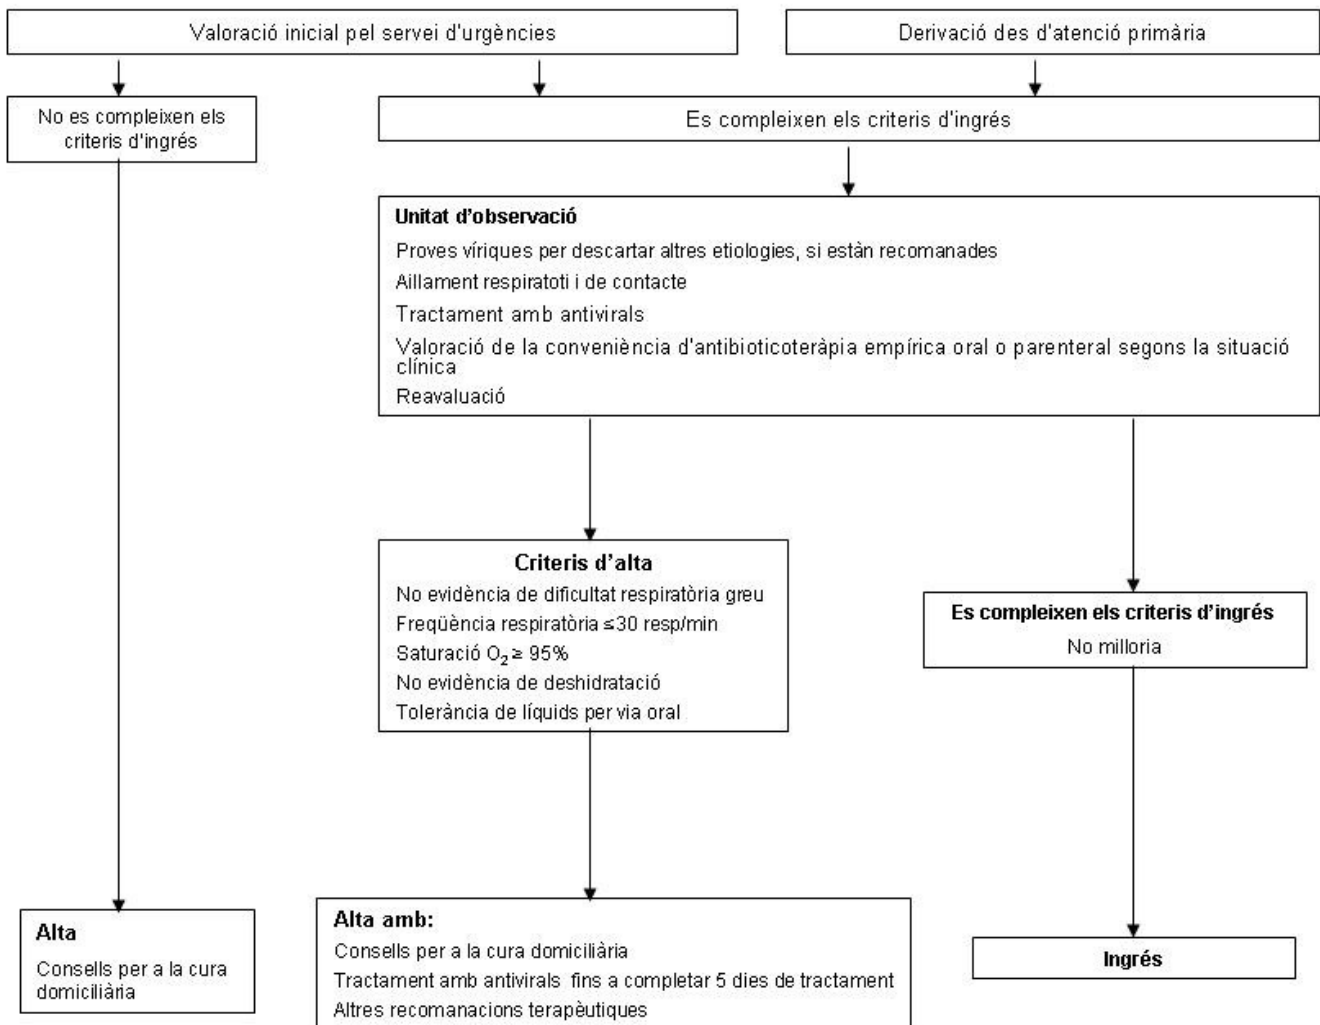 Valoració inicial pel servei d'urgències
Derivació des d'atenció primària
No es compleixen els
criteris d'ingrés
Es compleixen els criteris d'ingrés
Unitat d'observació
Proves víriques per descartar altres etiologies, si estàn recomanades
Aillament respiratoti i de contacte
Tractament amb antivirals
Valoració de la conveniència d'antibioticoteràpia empírica oral o parenteral segons la situació
clínica
Reavaluació
Criteris d'alta
No evidència de dificultat respiratòria greu
Freqüència respiratòria ≤30 resp/min
Saturació O₂ ≥ 95%
No evidència de deshidratació
Tolerància de líquids per via oral
Es compleixen els criteris d'ingrés
No milloria
Alta
Consells per a la cura
domiciliària
Alta amb:
Consells per a la cura domiciliària
Tractament amb antivirals fins a completar 5 dies de tractament
Altres recomanacions terapèutiques
Ingrés